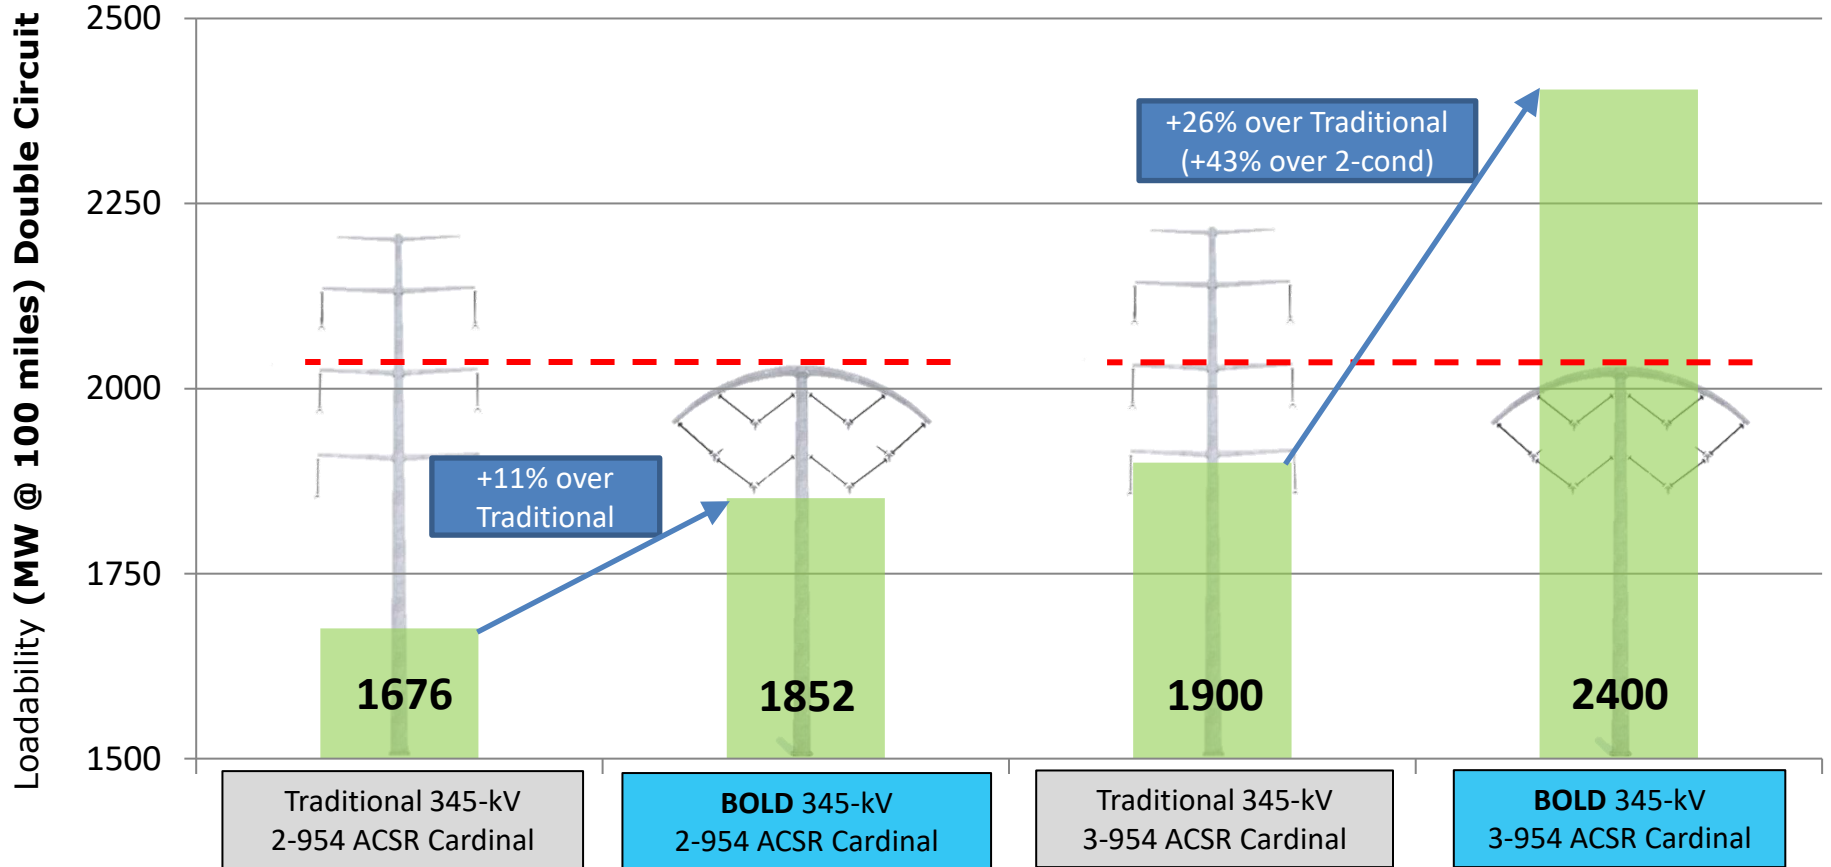 Loadability (MW @ 100 miles) Double Circuit
2500
2250
2000
1750
1500
+11% over
Traditional
+26% over Traditional
(+43% over 2-cond)
1676
1852
1900
2400
Traditional 345-kV
2-954 ACSR Cardinal
BOLD 345-kV
2-954 ACSR Cardinal
Traditional 345-kV
3-954 ACSR Cardinal
BOLD 345-kV
3-954 ACSR Cardinal